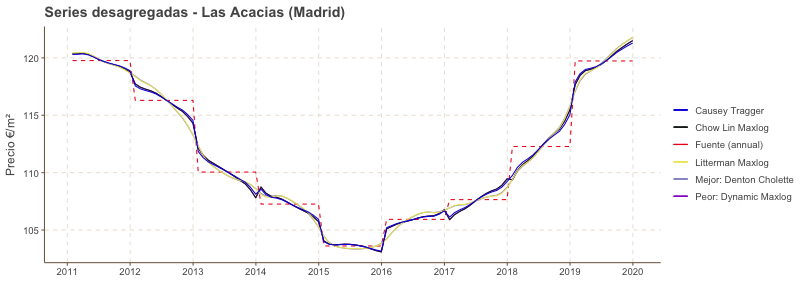 Series desagregadas - Las Acacias (Madrid)
Precio €/m²
120
115
110
105
2011 2012 2013 2014 2015 2016 2017 2018 2019 2020
Causey Tragger
Chow Lin Maxlog
Fuente (annual)
Litterman Maxlog
Mejor: Denton Cholette
Peor: Dynamic Maxlog